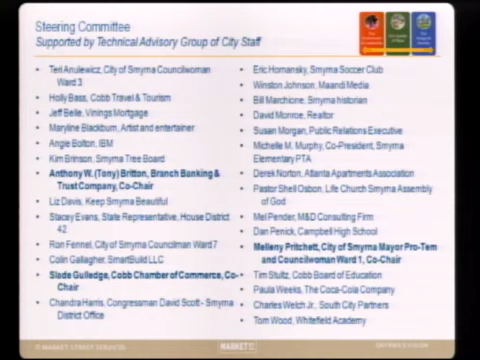 Steering Committee
Supported by Technical Advisory Group of City Staff
• Teri Anulewicz, City of Smyrna Councilwoman
Ward 3
• Holly Bass, Cobb Travel & Tourism
• Jeff Belle, Vinings Mortgage
• Maryline Blackburn, Artist and entertainer
• Angie Bolton, IBM
• Kim Brinson, Smyrna Tree Board
• Anthony W. (Tony) Britton, Branch Banking &
Trust Company, Co-Chair
• Liz Davis, Keep Smyrna Beautiful
• Stacey Evans, State Representative, House District
42
• Ron Fennel, City of Smyrna Councilman Ward 7
• Colin Gallagher, SmartBuild LLC
• Slade Gulledge, Cobb Chamber of Commerce, Co-
Chair
• Chandra Harris, Congressman David Scott - Smyrna
District Office
• Eric Homansky, Smyrna Soccer Club
• Winston Johnson, Maandi Media
• Bill Marchione, Smyrna historian
• David Monroe, Realtor
• Susan Morgan, Public Relations Executive
• Michelle M. Murphy, Co-President, Smyrna
Elementary PTA
• Derek Norton, Atlanta Apartments Association
• Pastor Shell Osbon, Life Church Smyrna Assembly
of God
• Mel Pender, M&D Consulting Firm
• Dan Penick, Campbell High School
• Melleny Pritchett, City of Smyrna Mayor Pro-Tem
and Councilwoman Ward 1, Co-Chair
• Tim Stultz, Cobb Board of Education
• Paula Weeks, The Coca-Cola Company
• Charles Welch Jr., South City Partners
• Tom Wood, Whitefield Academy
© MARKET STREET SERVICES
MARKET